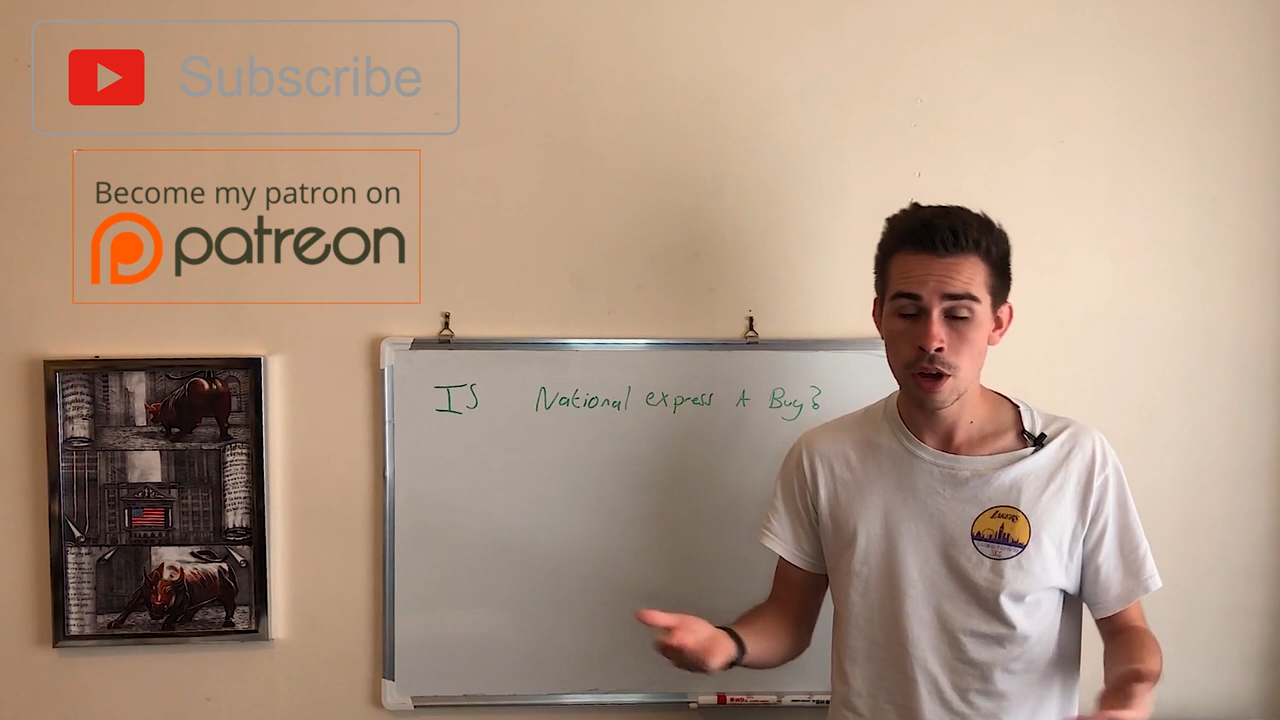 Subscribe
Become my patron on
patreon
IS National express A Buy?
LAKERS